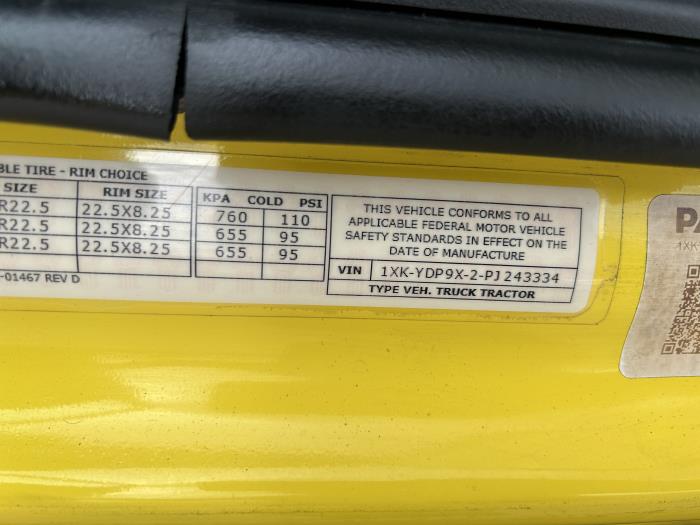 BLE TIRE - RIM CHOICE
SIZE RIM SIZE KPA COLD PSI
R22.5 22.5X8.25 760 110
R22.5 22.5X8.25 655 95
R22.5 22.5X8.25 655 95
-01467 REV D
THIS VEHICLE CONFORMS TO ALL
APPLICABLE FEDERAL MOTOR VEHICLE
SAFETY STANDARDS IN EFFECT ON THE
DATE OF MANUFACTURE
VIN 1XK-YDP9X-2-PJ243334
TYPE VEH. TRUCK TRACTOR
PA
1XK-